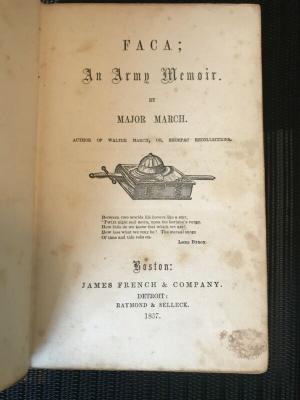 FACA;
An Army Memoir.
BY
MAJOR MARCH.
AUTHOR OF WALTER MARCH, OR, SHOEPAC RECOLLECTIONS.
Between two worlds life hovers like a star,
'Twixt night and morn, upon the horizon's verge.
How little do we know that which we are!
How less what we may be! The eternal surge
Of time and tide rolls on.
LORD BYRON.
Boston:
JAMES FRENCH & COMPANY.
DETROIT:
RAYMOND & SELLECK.
1857.